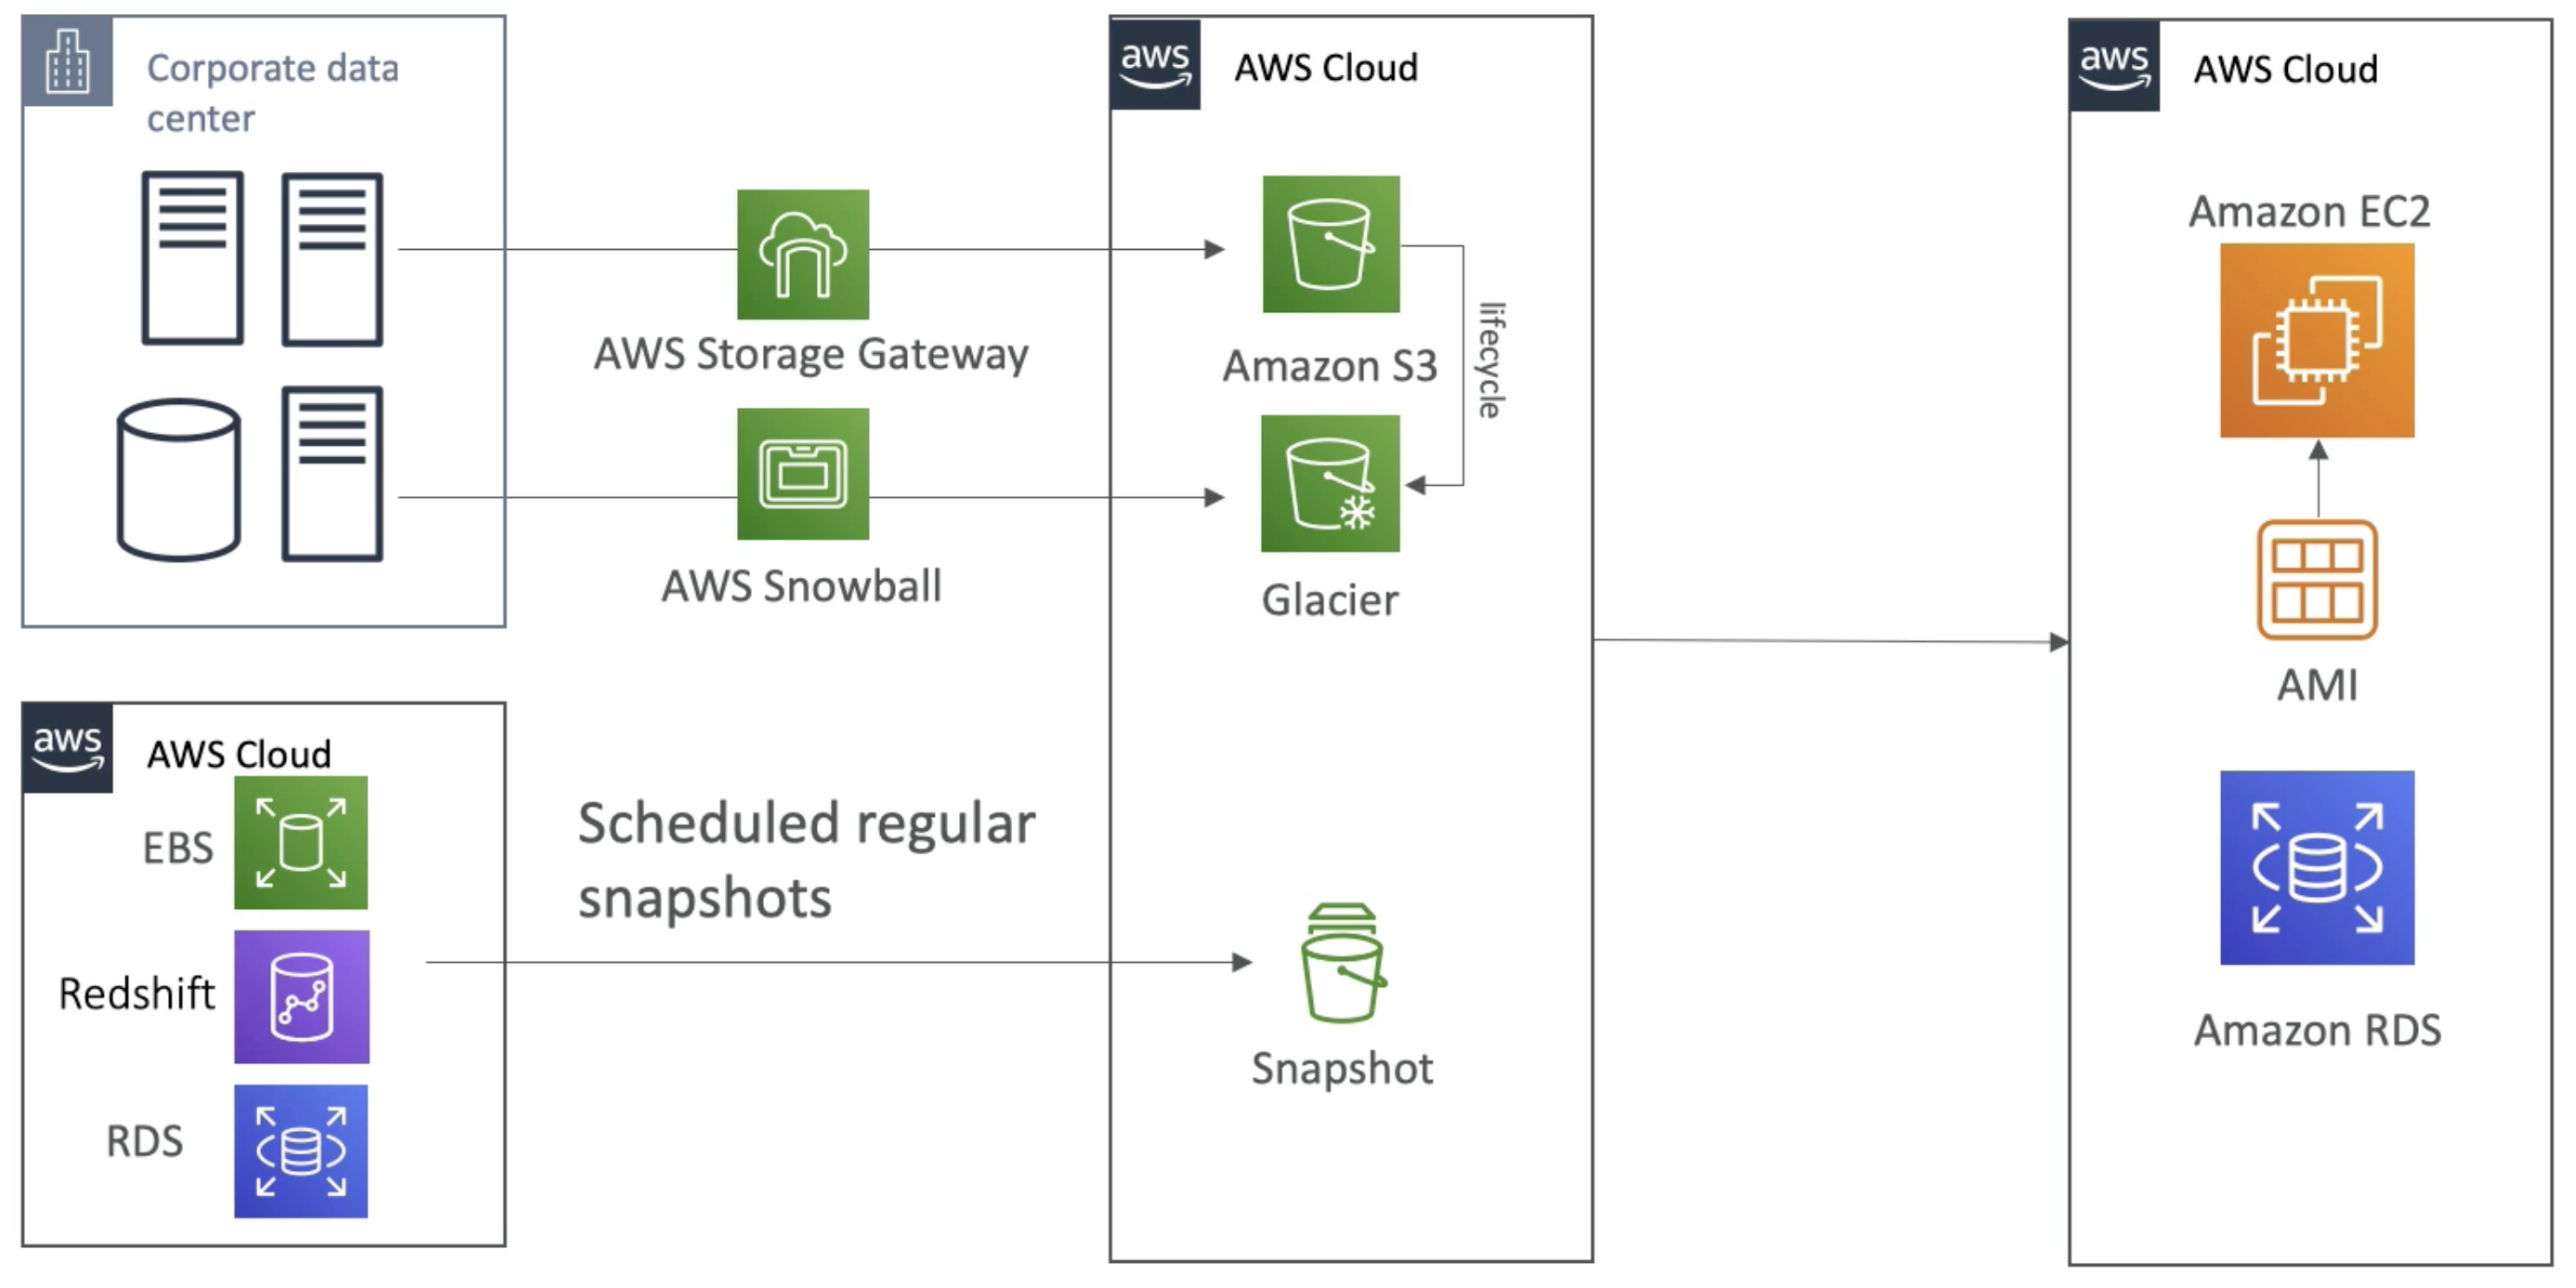 Corporate data
center
AWS Storage Gateway
AWS Snowball
aws
AWS Cloud
Amazon S3
lifecycle
Glacier
aws
AWS Cloud
EBS
Redshift
RDS
Scheduled regular
snapshots
Snapshot
aws
AWS Cloud
Amazon EC2
AMI
Amazon RDS